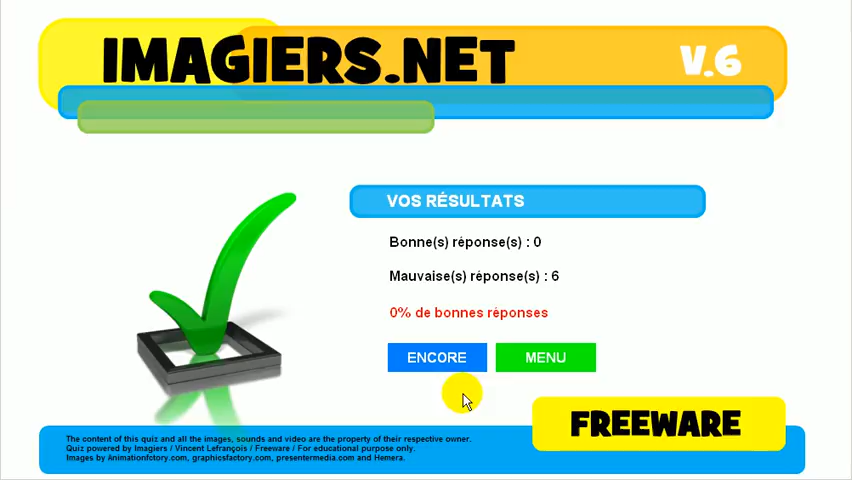 IMAGIERS.NET
V.6
VOS RÉSULTATS
Bonne(s) réponse(s) : 0
Mauvaise(s) réponse(s) : 6
0% de bonnes réponses
ENCORE
MENU
FREEWARE
The content of this quiz and all the images, sounds and video are the property of their respective owner.
Quiz powered by Imagiers / Vincent Lefrançois / Freeware / For educational purpose only.
Images by Animationfctory.com, graphicsfactory.com, presentermedia.com and Hemera.